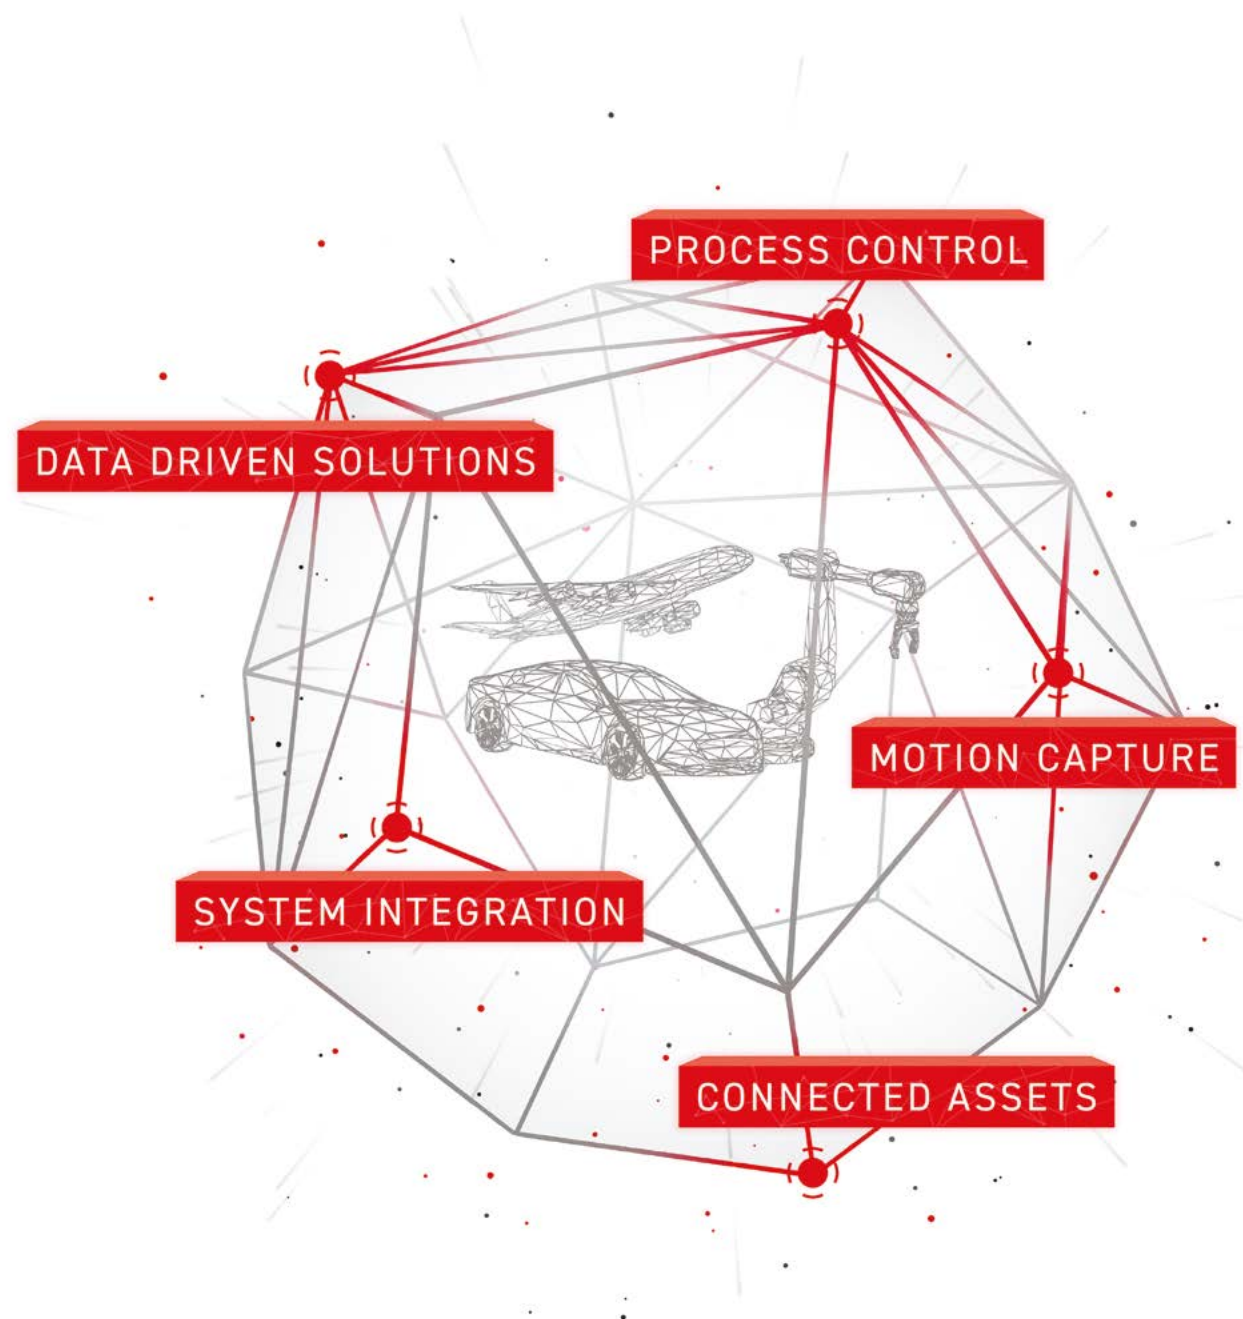 PROCESS CONTROL
DATA DRIVEN SOLUTIONS
MOTION CAPTURE
SYSTEM INTEGRATION
CONNECTED ASSETS